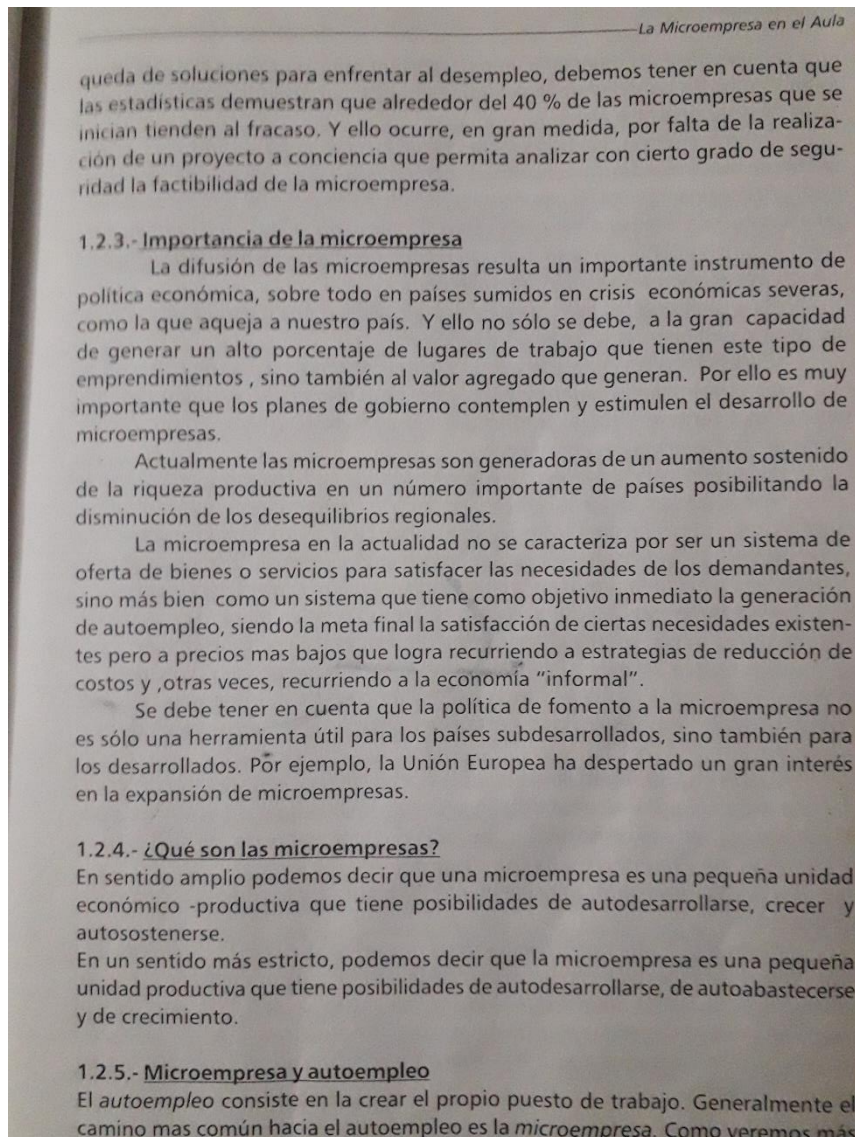 La Microempresa en el Aula
queda de soluciones para enfrentar al desempleo, debemos tener en cuenta que
las estadísticas demuestran que alrededor del 40 % de las microempresas que se
inician tienden al fracaso. Y ello ocurre, en gran medida, por falta de la realiza-
ción de un proyecto a conciencia que permita analizar con cierto grado de segu-
ridad la factibilidad de la microempresa.
1.2.3.- Importancia de la microempresa
La difusión de las microempresas resulta un importante instrumento de
política económica, sobre todo en países sumidos en crisis económicas severas,
como la que aqueja a nuestro país. Y ello no sólo se debe, a la gran capacidad
de generar un alto porcentaje de lugares de trabajo que tienen este tipo de
emprendimientos , sino también al valor agregado que generan. Por ello es muy
importante que los planes de gobierno contemplen y estimulen el desarrollo de
microempresas.
Actualmente las microempresas son generadoras de un aumento sostenido
de la riqueza productiva en un número importante de países posibilitando la
disminución de los desequilibrios regionales.
La microempresa en la actualidad no se caracteriza por ser un sistema de
oferta de bienes o servicios para satisfacer las necesidades de los demandantes,
sino más bien como un sistema que tiene como objetivo inmediato la generación
de autoempleo, siendo la meta final la satisfacción de ciertas necesidades existen-
tes pero a precios mas bajos que logra recurriendo a estrategias de reducción de
costos y ,otras veces, recurriendo a la economía “informal”.
Se debe tener en cuenta que la política de fomento a la microempresa no
es sólo una herramienta útil para los países subdesarrollados, sino también para
los desarrollados. Por ejemplo, la Unión Europea ha despertado un gran interés
en la expansión de microempresas.
1.2.4.- ¿Qué son las microempresas?
En sentido amplio podemos decir que una microempresa es una pequeña unidad
económico -productiva que tiene posibilidades de autodesarrollarse, crecer y
autosostenerse.
En un sentido más estricto, podemos decir que la microempresa es una pequeña
unidad productiva que tiene posibilidades de autodesarrollarse, de autoabastecerse
y de crecimiento.
1.2.5.- Microempresa y autoempleo
El autoempleo consiste en la crear el propio puesto de trabajo. Generalmente el
camino mas común hacia el autoempleo es la microempresa. Como veremos más